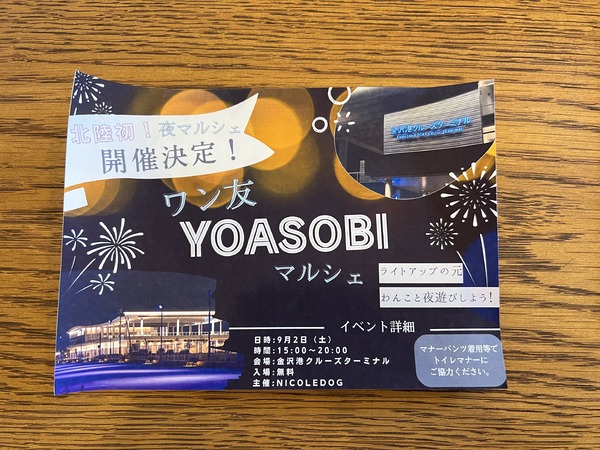 北陸初！夜マルシェ
開催決定！
金沢港クルーズターミナル
ワン友
YOASOBI
マルシェ
ライトアップの元
わんこと夜遊びしよう！
イベント詳細
日時:9月2日（土）
時間:15:00～20:00
会場:金沢港クルーズターミナル
入場:無料
主催:NICOLEDOG
マナーパンツ着用等で
トイレマナーに
ご協力ください。